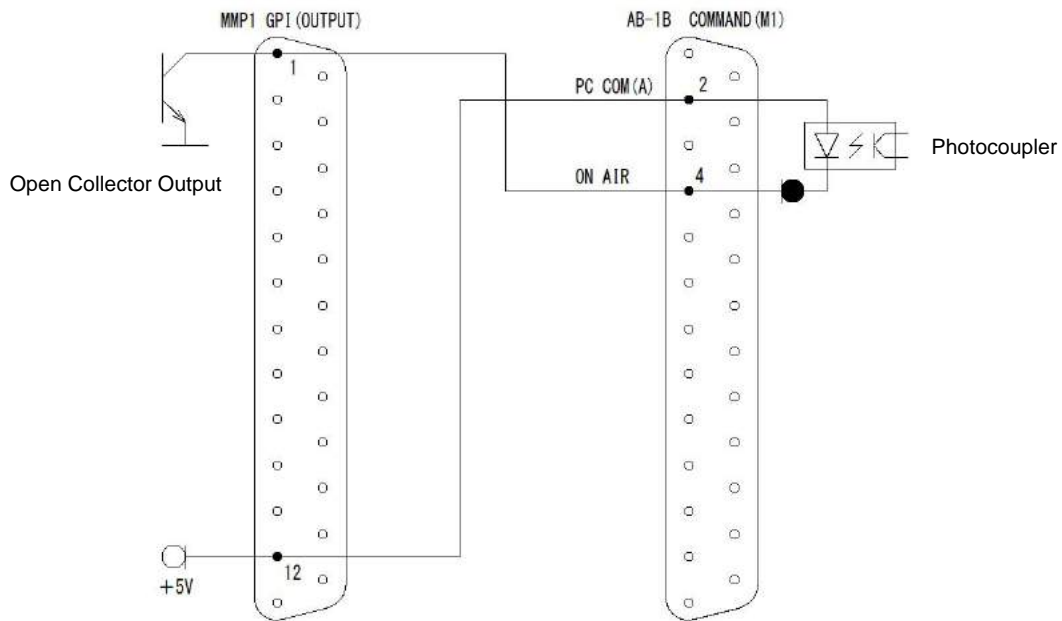 MMP1 GPI(OUTPUT)
AB-1B COMMAND(M1)
1
PC COM(A)
2
Photocoupler
Open Collector Output
ON AIR
4
+5V
12